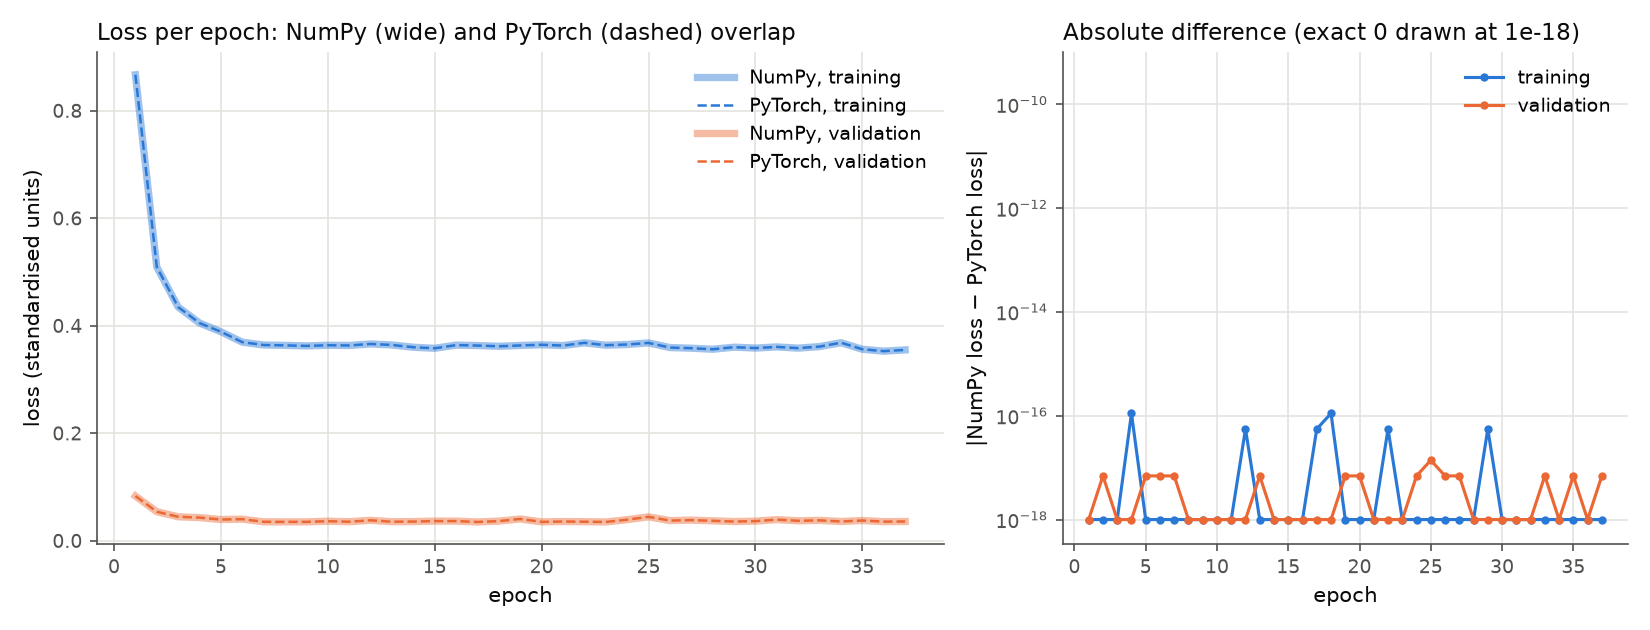 Loss per epoch: NumPy (wide) and PyTorch (dashed) overlap
NumPy, training
PyTorch, training
NumPy, validation
PyTorch, validation
loss (standardised units)
0.8
0.6
0.4
0.2
0.0
0 5 10 15 20 25 30 35
epoch
Absolute difference (exact 0 drawn at 1e-18)
training
validation
|NumPy loss − PyTorch loss|
10⁻¹⁰
10⁻¹²
10⁻¹⁴
10⁻¹⁶
10⁻¹⁸
0 5 10 15 20 25 30 35
epoch